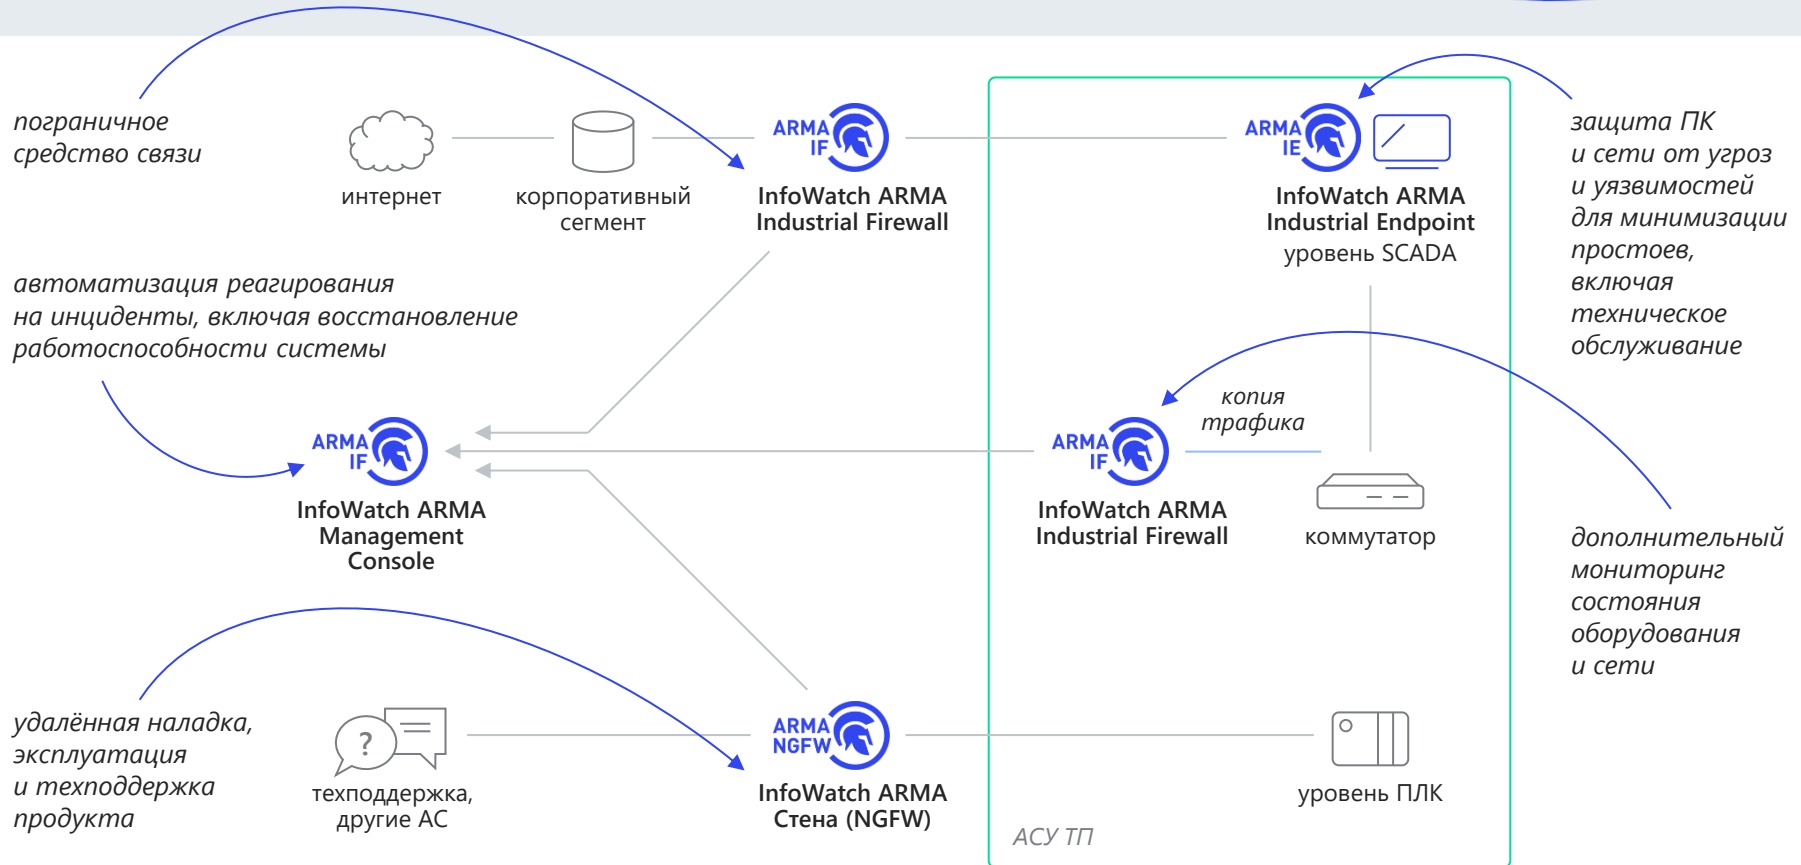 пограничное
средство связи
интернет
корпоративный
сегмент
ARMA
IF
InfoWatch ARMA
Industrial Firewall
ARMA
IE
InfoWatch ARMA
Industrial Endpoint
уровень SCADA
защита ПК
и сети от угроз
и уязвимостей
для минимизации
простоев,
включая
техническое
обслуживание
автоматизация реагирования
на инциденты, включая восстановление
работоспособности системы
ARMA
IF
InfoWatch ARMA
Management
Console
ARMA
IF
InfoWatch ARMA
Industrial Firewall
копия
трафика
коммутатор
дополнительный
мониторинг
состояния
оборудования
и сети
удалённая наладка,
эксплуатация
и техподдержка
продукта
?
техподдержка,
другие АС
ARMA
NGFW
InfoWatch ARMA
Стена (NGFW)
уровень ПЛК
АСУ ТП